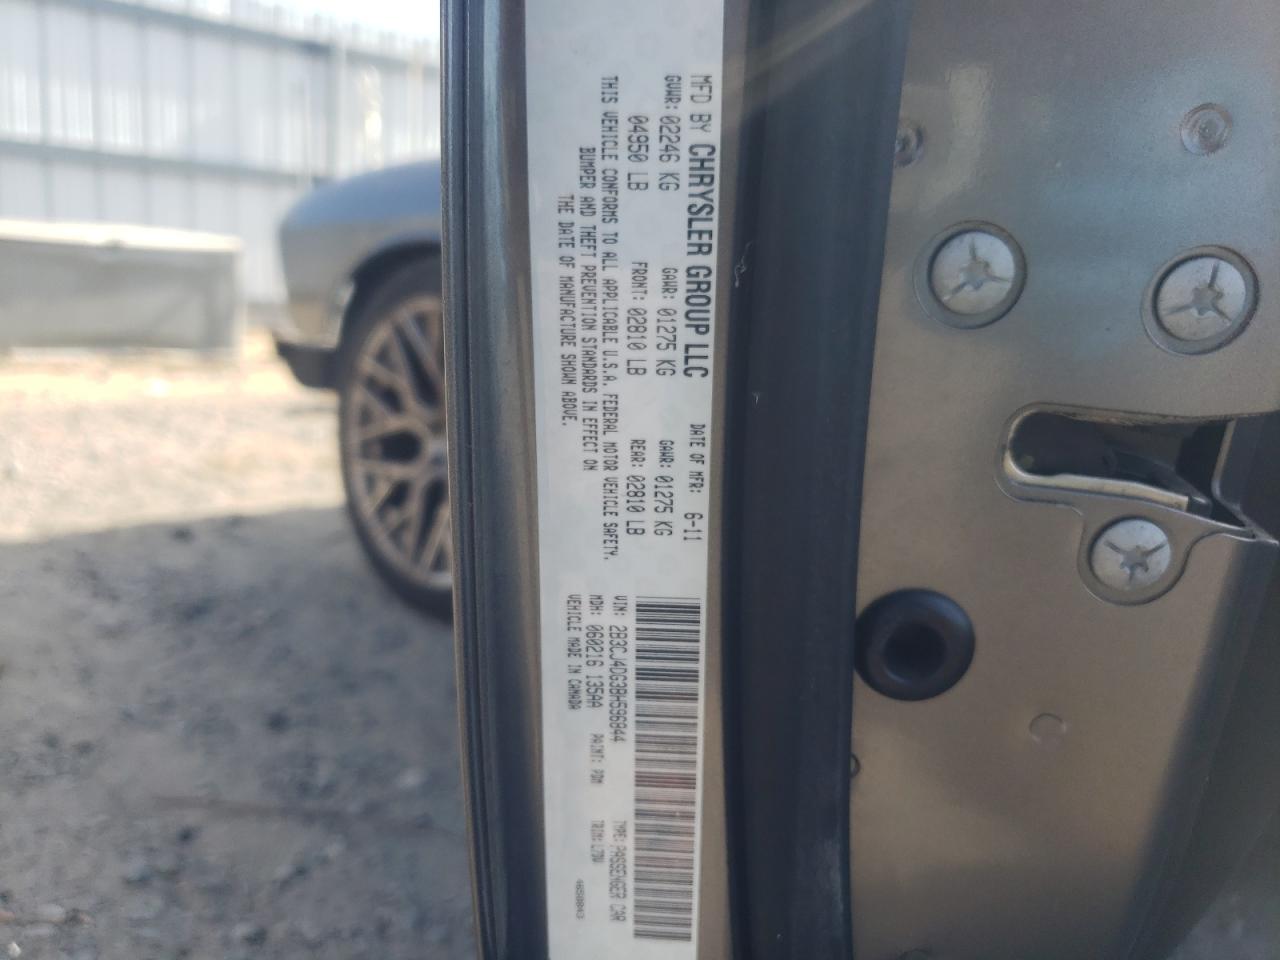 MFD BY CHRYSLER GROUP LLC DATE OF MFR: 6-11
GVWR: 02246 KG GAWR: 01275 KG GAWR: 01275 KG
04950 LB FRONT: 02810 LB REAR: 02810 LB
THIS VEHICLE CONFORMS TO ALL APPLICABLE U.S.A. FEDERAL MOTOR VEHICLE SAFETY,
BUMPER AND THEFT PREVENTION STANDARDS IN EFFECT ON
THE DATE OF MANUFACTURE SHOWN ABOVE.
VIN: 2B3CJ4DG3BH596844 TYPE: PASSENGER CAR
MDH: 060216 135AA PAINT: PDM TRIM:
VEHICLE MADE IN CANADA